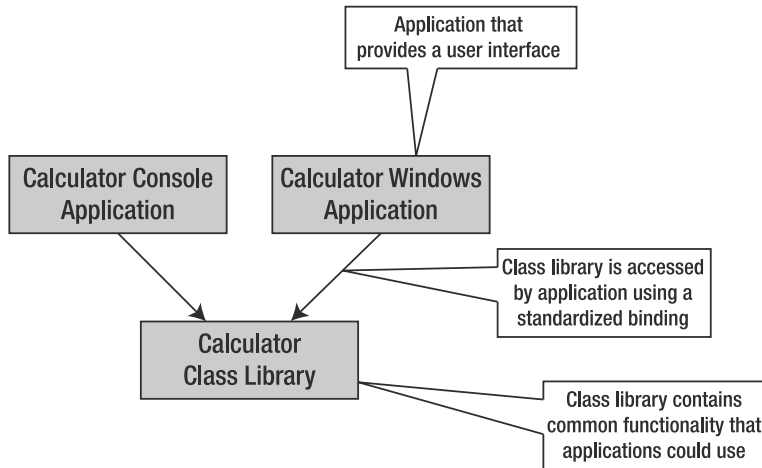 Application that
provides a user interface
Calculator Console
Application
Calculator Windows
Application
Class library is accessed
by application using a
standardized binding
Calculator
Class Library
Class library contains
common functionality that
applications could use